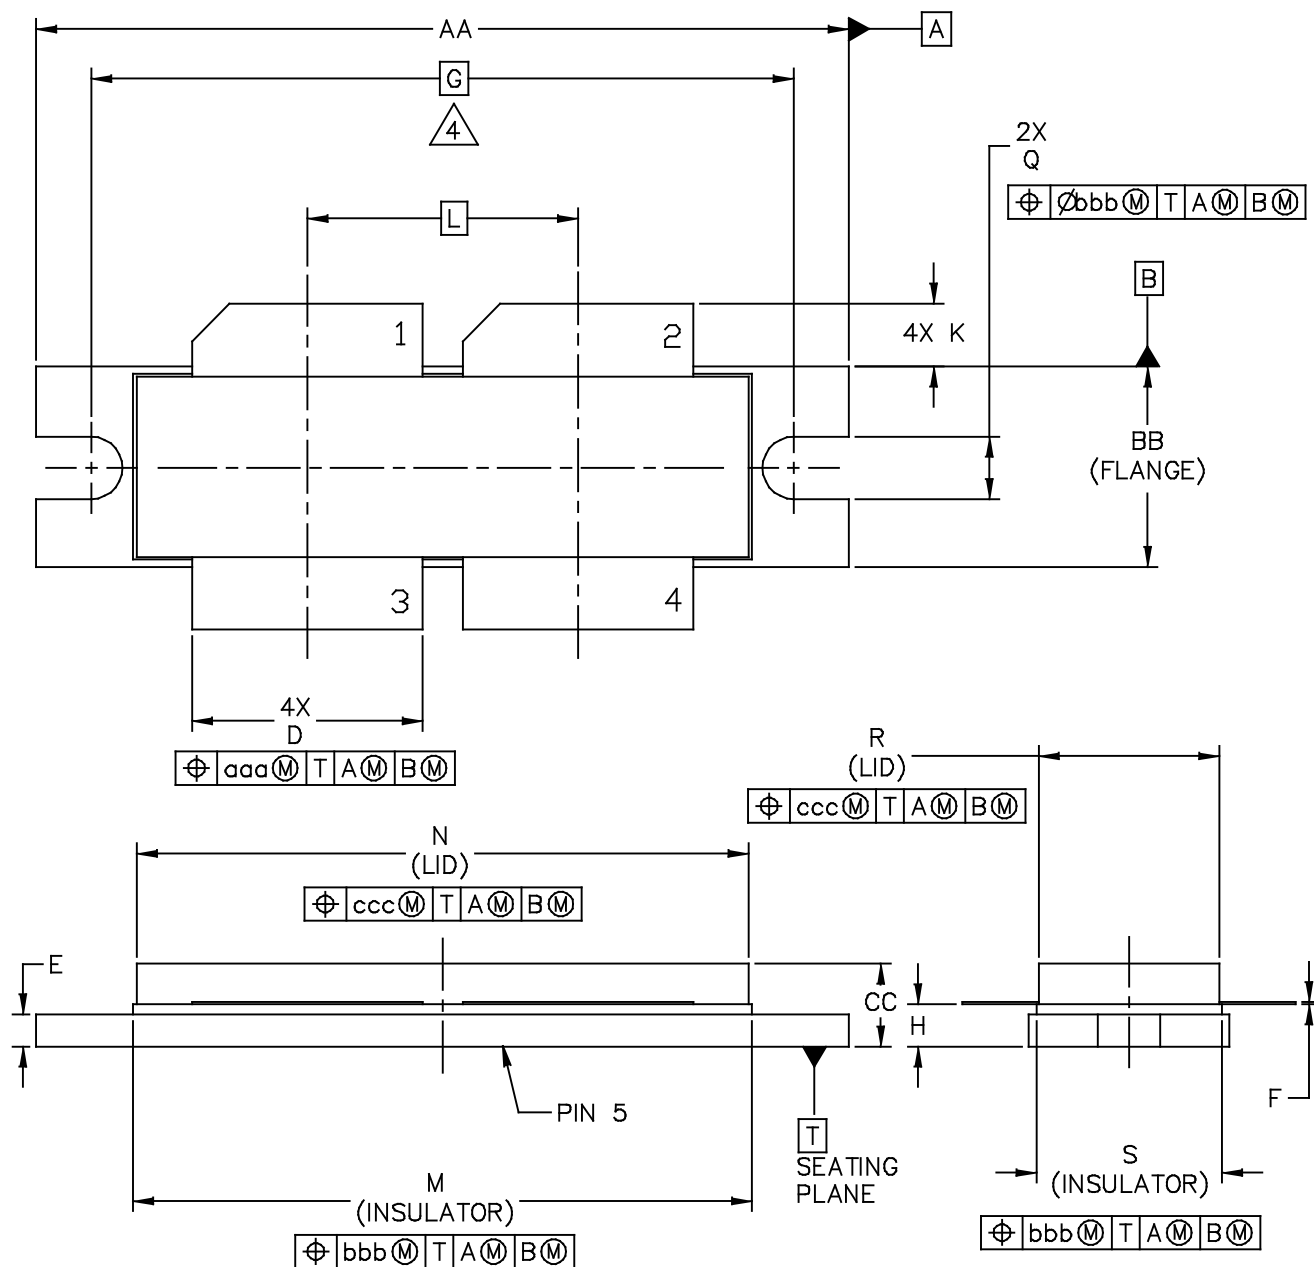 AA
A
G
4
2X
Q
⌖ Øbbb Ⓜ T A Ⓜ B Ⓜ
L
B
1
2
4X K
BB
(FLANGE)
3
4
4X
D
⌖ aaa Ⓜ T A Ⓜ B Ⓜ
R
(LID)
⌖ ccc Ⓜ T A Ⓜ B Ⓜ
N
(LID)
⌖ ccc Ⓜ T A Ⓜ B Ⓜ
E
CC
H
F
PIN 5
T
SEATING
PLANE
M
(INSULATOR)
⌖ bbb Ⓜ T A Ⓜ B Ⓜ
S
(INSULATOR)
⌖ bbb Ⓜ T A Ⓜ B Ⓜ